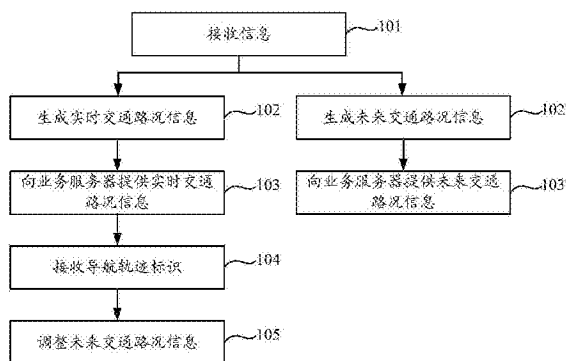 接收信息
101
生成实时交通路况信息
102
生成未来交通路况信息
102
向业务服务器提供实时交通
路况信息
103
向业务服务器提供未来交通
路况信息
103
接收导航轨迹标识
104
调整未来交通路况信息
105